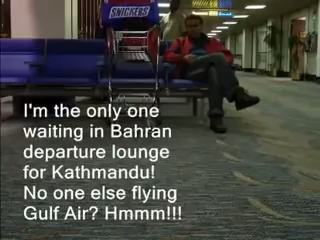 SNICKERS
I'm the only one
waiting in Bahran
departure lounge
for Kathmandu!
No one else flying
Gulf Air? Hmmm!!!